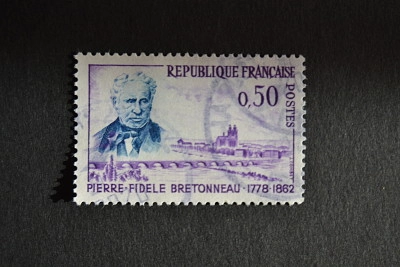 REPUBLIQUE FRANÇAISE
0,50
POSTES
PIERRE-FIDELE BRETONNEAU-1778-1862